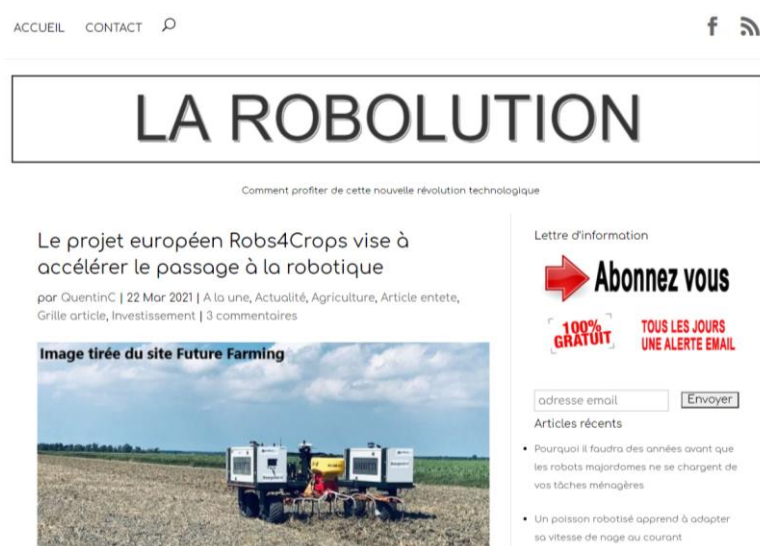 ACCUEIL CONTACT
LA ROBOLUTION
Comment profiter de cette nouvelle révolution technologique
Le projet européen Robs4Crops vise à
accélérer le passage à la robotique
par QuentinC | 22 Mar 2021 | A la une, Actualité, Agriculture, Article entete,
Grille article, Investissement | 3 commentaires
Image tirée du site Future Farming
Lettre d'information
Abonnez vous
100%
GRATUIT
TOUS LES JOURS
UNE ALERTE EMAIL
adresse email Envoyer
Articles récents
Pourquoi il faudra des années avant que
les robots majordomes ne se chargent de
vos tâches ménagères
Un poisson robotisé apprend à adapter
sa vitesse de nage au courant